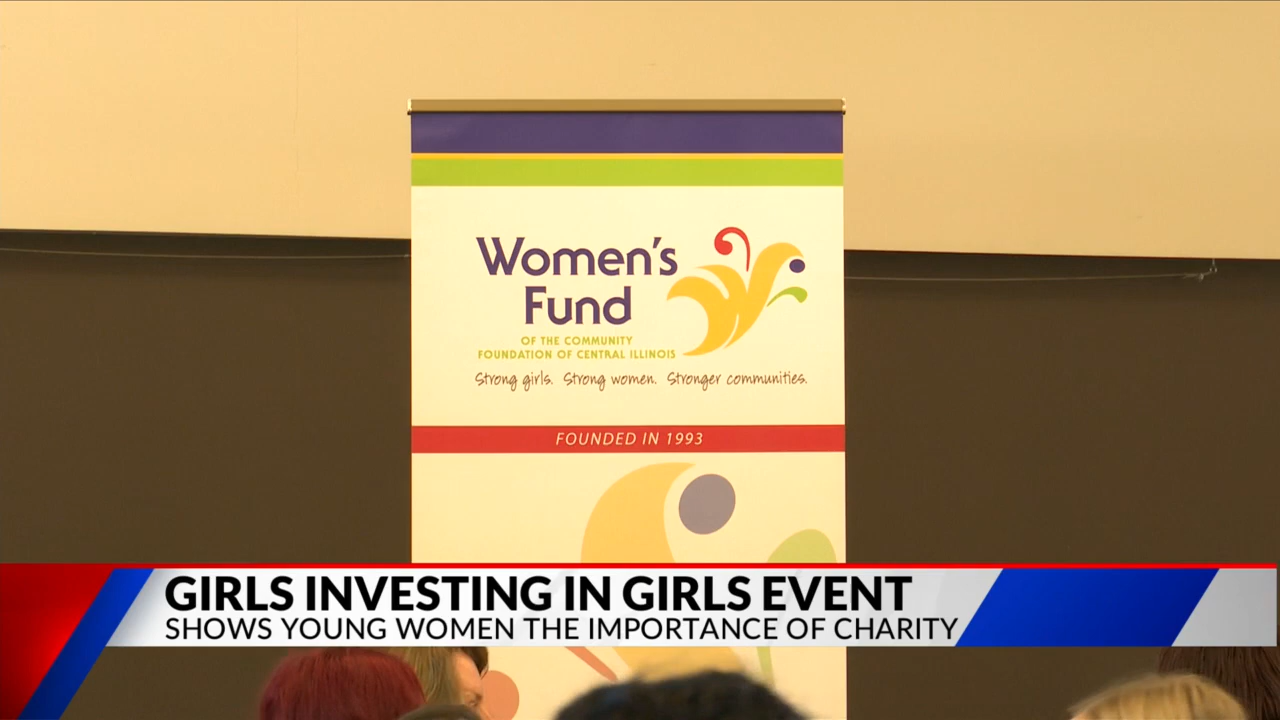 Women's
Fund
OF THE COMMUNITY
FOUNDATION OF CENTRAL ILLINOIS
Strong girls. Strong women. Stronger communities.
FOUNDED IN 1993
GIRLS INVESTING IN GIRLS EVENT
SHOWS YOUNG WOMEN THE IMPORTANCE OF CHARITY